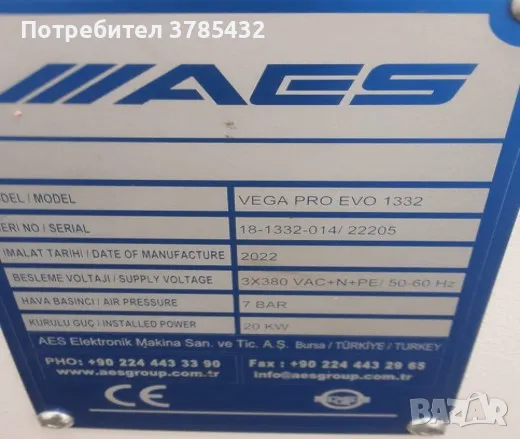 Потребител 3785432
AES
DEL / MODEL VEGA PRO EVO 1332
ERI NO / SERIAL 18-1332-014/ 22205
IMALAT TARİHİ / DATE OF MANUFACTURE 2022
BESLEME VOLTAJI / SUPPLY VOLTAGE 3X380 VAC+N+PE/ 50-60 Hz
HAVA BASINCI / AIR PRESSURE 7 BAR
KURULU GÜÇ / INSTALLED POWER 20 KW
AES Elektronik Makina San. ve Tic. A.Ş. Bursa / TÜRKİYE / TURKEY
PHO: +90 224 443 33 90 Fax : +90 224 443 29 65
www.aesgroup.com.tr info@aesgroup.com.tr
CE
BAZAR